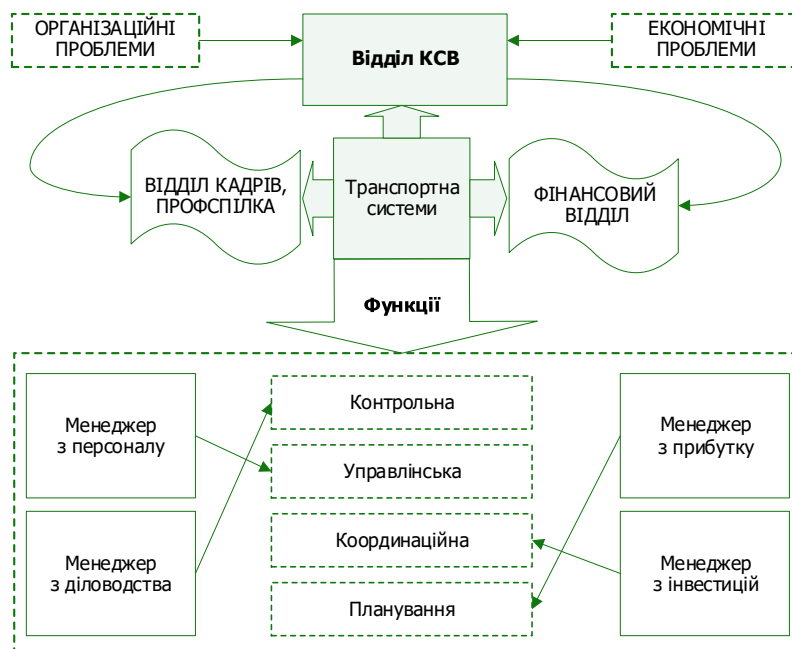 ОРГАНІЗАЦІЙНІ
ПРОБЛЕМИ
Відділ КСВ
ЕКОНОМІЧНІ
ПРОБЛЕМИ
ВІДДІЛ КАДРІВ,
ПРОФСПІЛКА
Транспортна
системи
ФІНАНСОВИЙ
ВІДДІЛ
Функції
Менеджер
з персоналу
Контрольна
Менеджер
з прибутку
Управлінська
Менеджер
з діловодства
Координаційна
Менеджер
з інвестицій
Планування